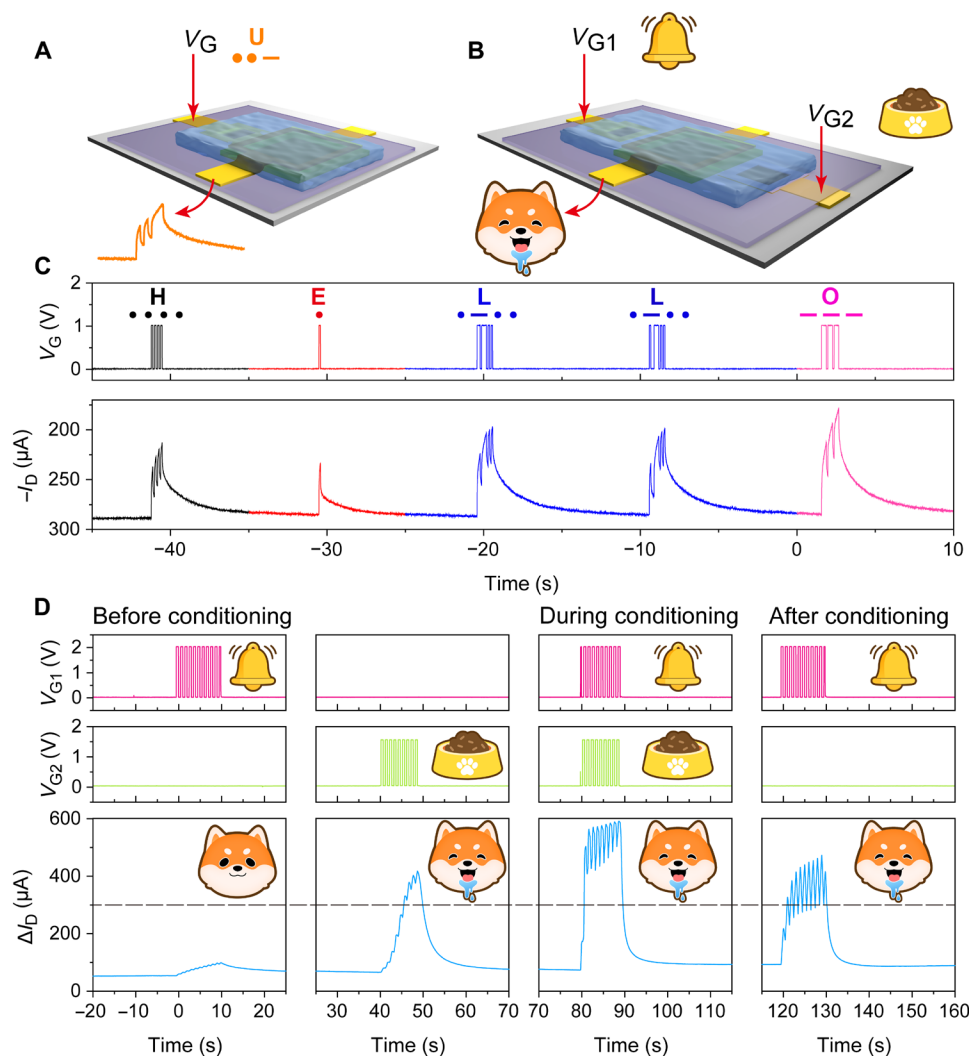 A
V_G
U
B
V_G1
V_G2
C
H E L L O
V_G (V)
2
1
0
−I_D (μA)
200
250
300
−40 −30 −20 −10 0 10
Time (s)
D
Before conditioning During conditioning After conditioning
V_G1 (V)
2
1
0
V_G2 (V)
2
1
0
ΔI_D (μA)
600
400
200
0
−20 −10 0 10 20 30 40 50 60 70 70 80 90 100 110 120 130 140 150 160
Time (s) Time (s) Time (s) Time (s)